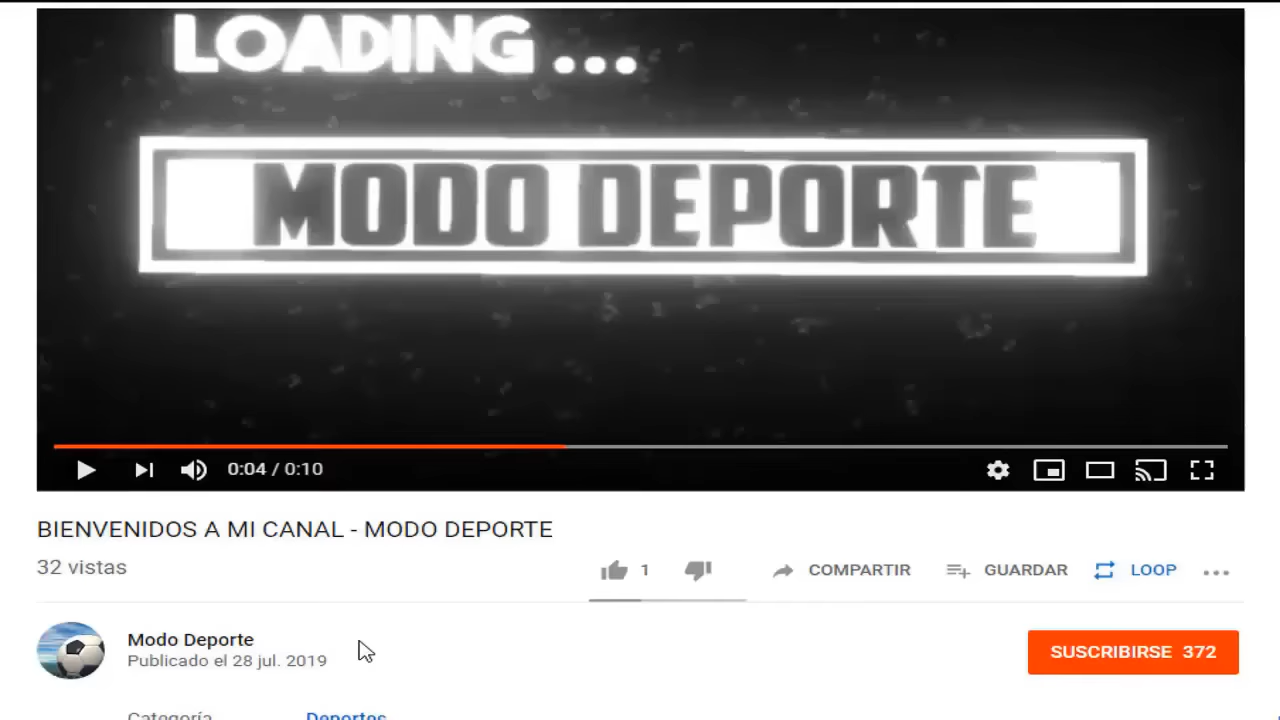 LOADING ...
MODO DEPORTE
0:04 / 0:10
BIENVENIDOS A MI CANAL - MODO DEPORTE
32 vistas
1 COMPARTIR GUARDAR LOOP ...
Modo Deporte
Publicado el 28 jul. 2019
SUSCRIBIRSE 372
Categoría Deportes